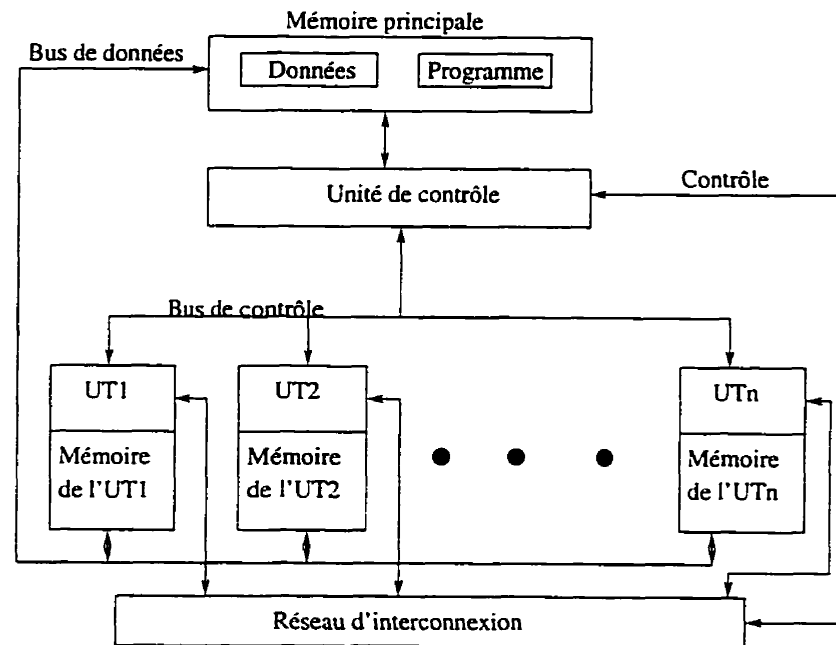 Mémoire principale
Bus de données
Données
Programme
Unité de contrôle
Contrôle
Bus de contrôle
UT1
UT2
UTn
Mémoire
de l'UT1
Mémoire
de l'UT2
Mémoire
de l'UTn
Réseau d'interconnexion